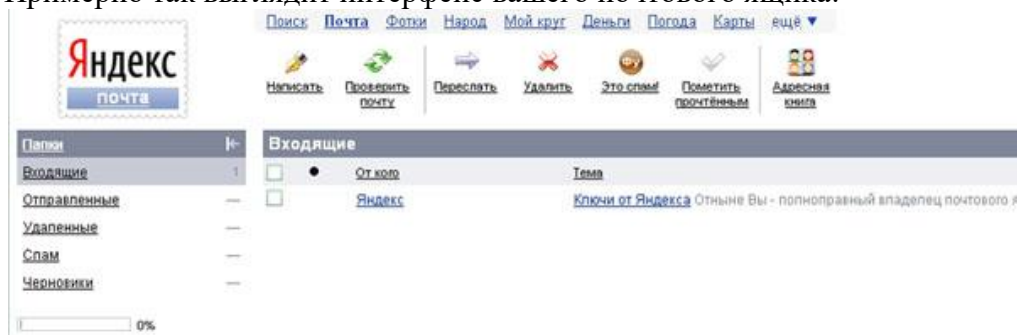 Примерно так выглядит интерфейс вашего почтового ящика:
Поиск Почта Фотки Народ Мой круг Деньги Погода Карты ещё ▼
Яндекс
почта
Написать Проверить почту Переслать Удалить Это спам! Пометить прочтённым Адресная книга
Папки
Входящие 1
Отправленные —
Удаленные —
Спам —
Черновики —
0%
Входящие
От кого Тема
Яндекс Ключи от Яндекса Отныне Вы - полноправный владелец почтового